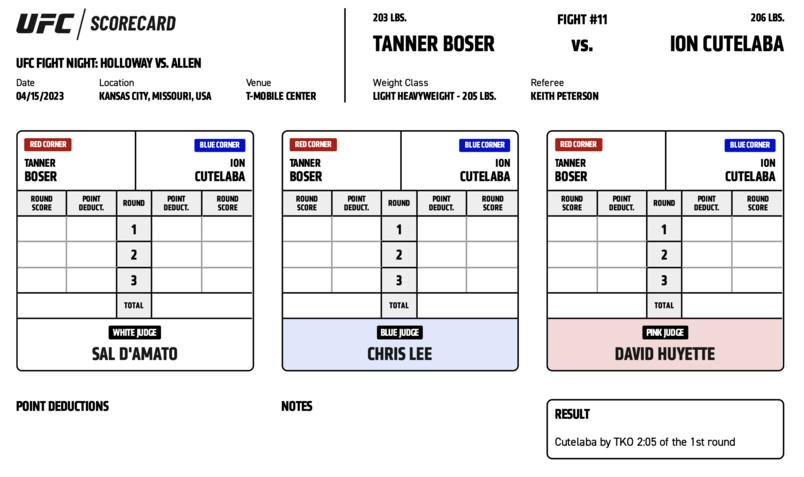 UFC / SCORECARD
UFC FIGHT NIGHT: HOLLOWAY VS. ALLEN
Date Location Venue
04/15/2023 KANSAS CITY, MISSOURI, USA T-MOBILE CENTER
203 LBS. FIGHT #11 206 LBS.
TANNER BOSER VS. ION CUTELABA
Weight Class Referee
LIGHT HEAVYWEIGHT - 205 LBS. KEITH PETERSON
RED CORNER BLUE CORNER
TANNER ION
BOSER CUTELABA
ROUND POINT ROUND POINT ROUND
SCORE DEDUCT. DEDUCT. SCORE
1
2
3
TOTAL
WHITE JUDGE
SAL D'AMATO
RED CORNER BLUE CORNER
TANNER ION
BOSER CUTELABA
ROUND POINT ROUND POINT ROUND
SCORE DEDUCT. DEDUCT. SCORE
1
2
3
TOTAL
BLUE JUDGE
CHRIS LEE
RED CORNER BLUE CORNER
TANNER ION
BOSER CUTELABA
ROUND POINT ROUND POINT ROUND
SCORE DEDUCT. DEDUCT. SCORE
1
2
3
TOTAL
PINK JUDGE
DAVID HUYETTE
POINT DEDUCTIONS
NOTES
RESULT
Cutelaba by TKO 2:05 of the 1st round